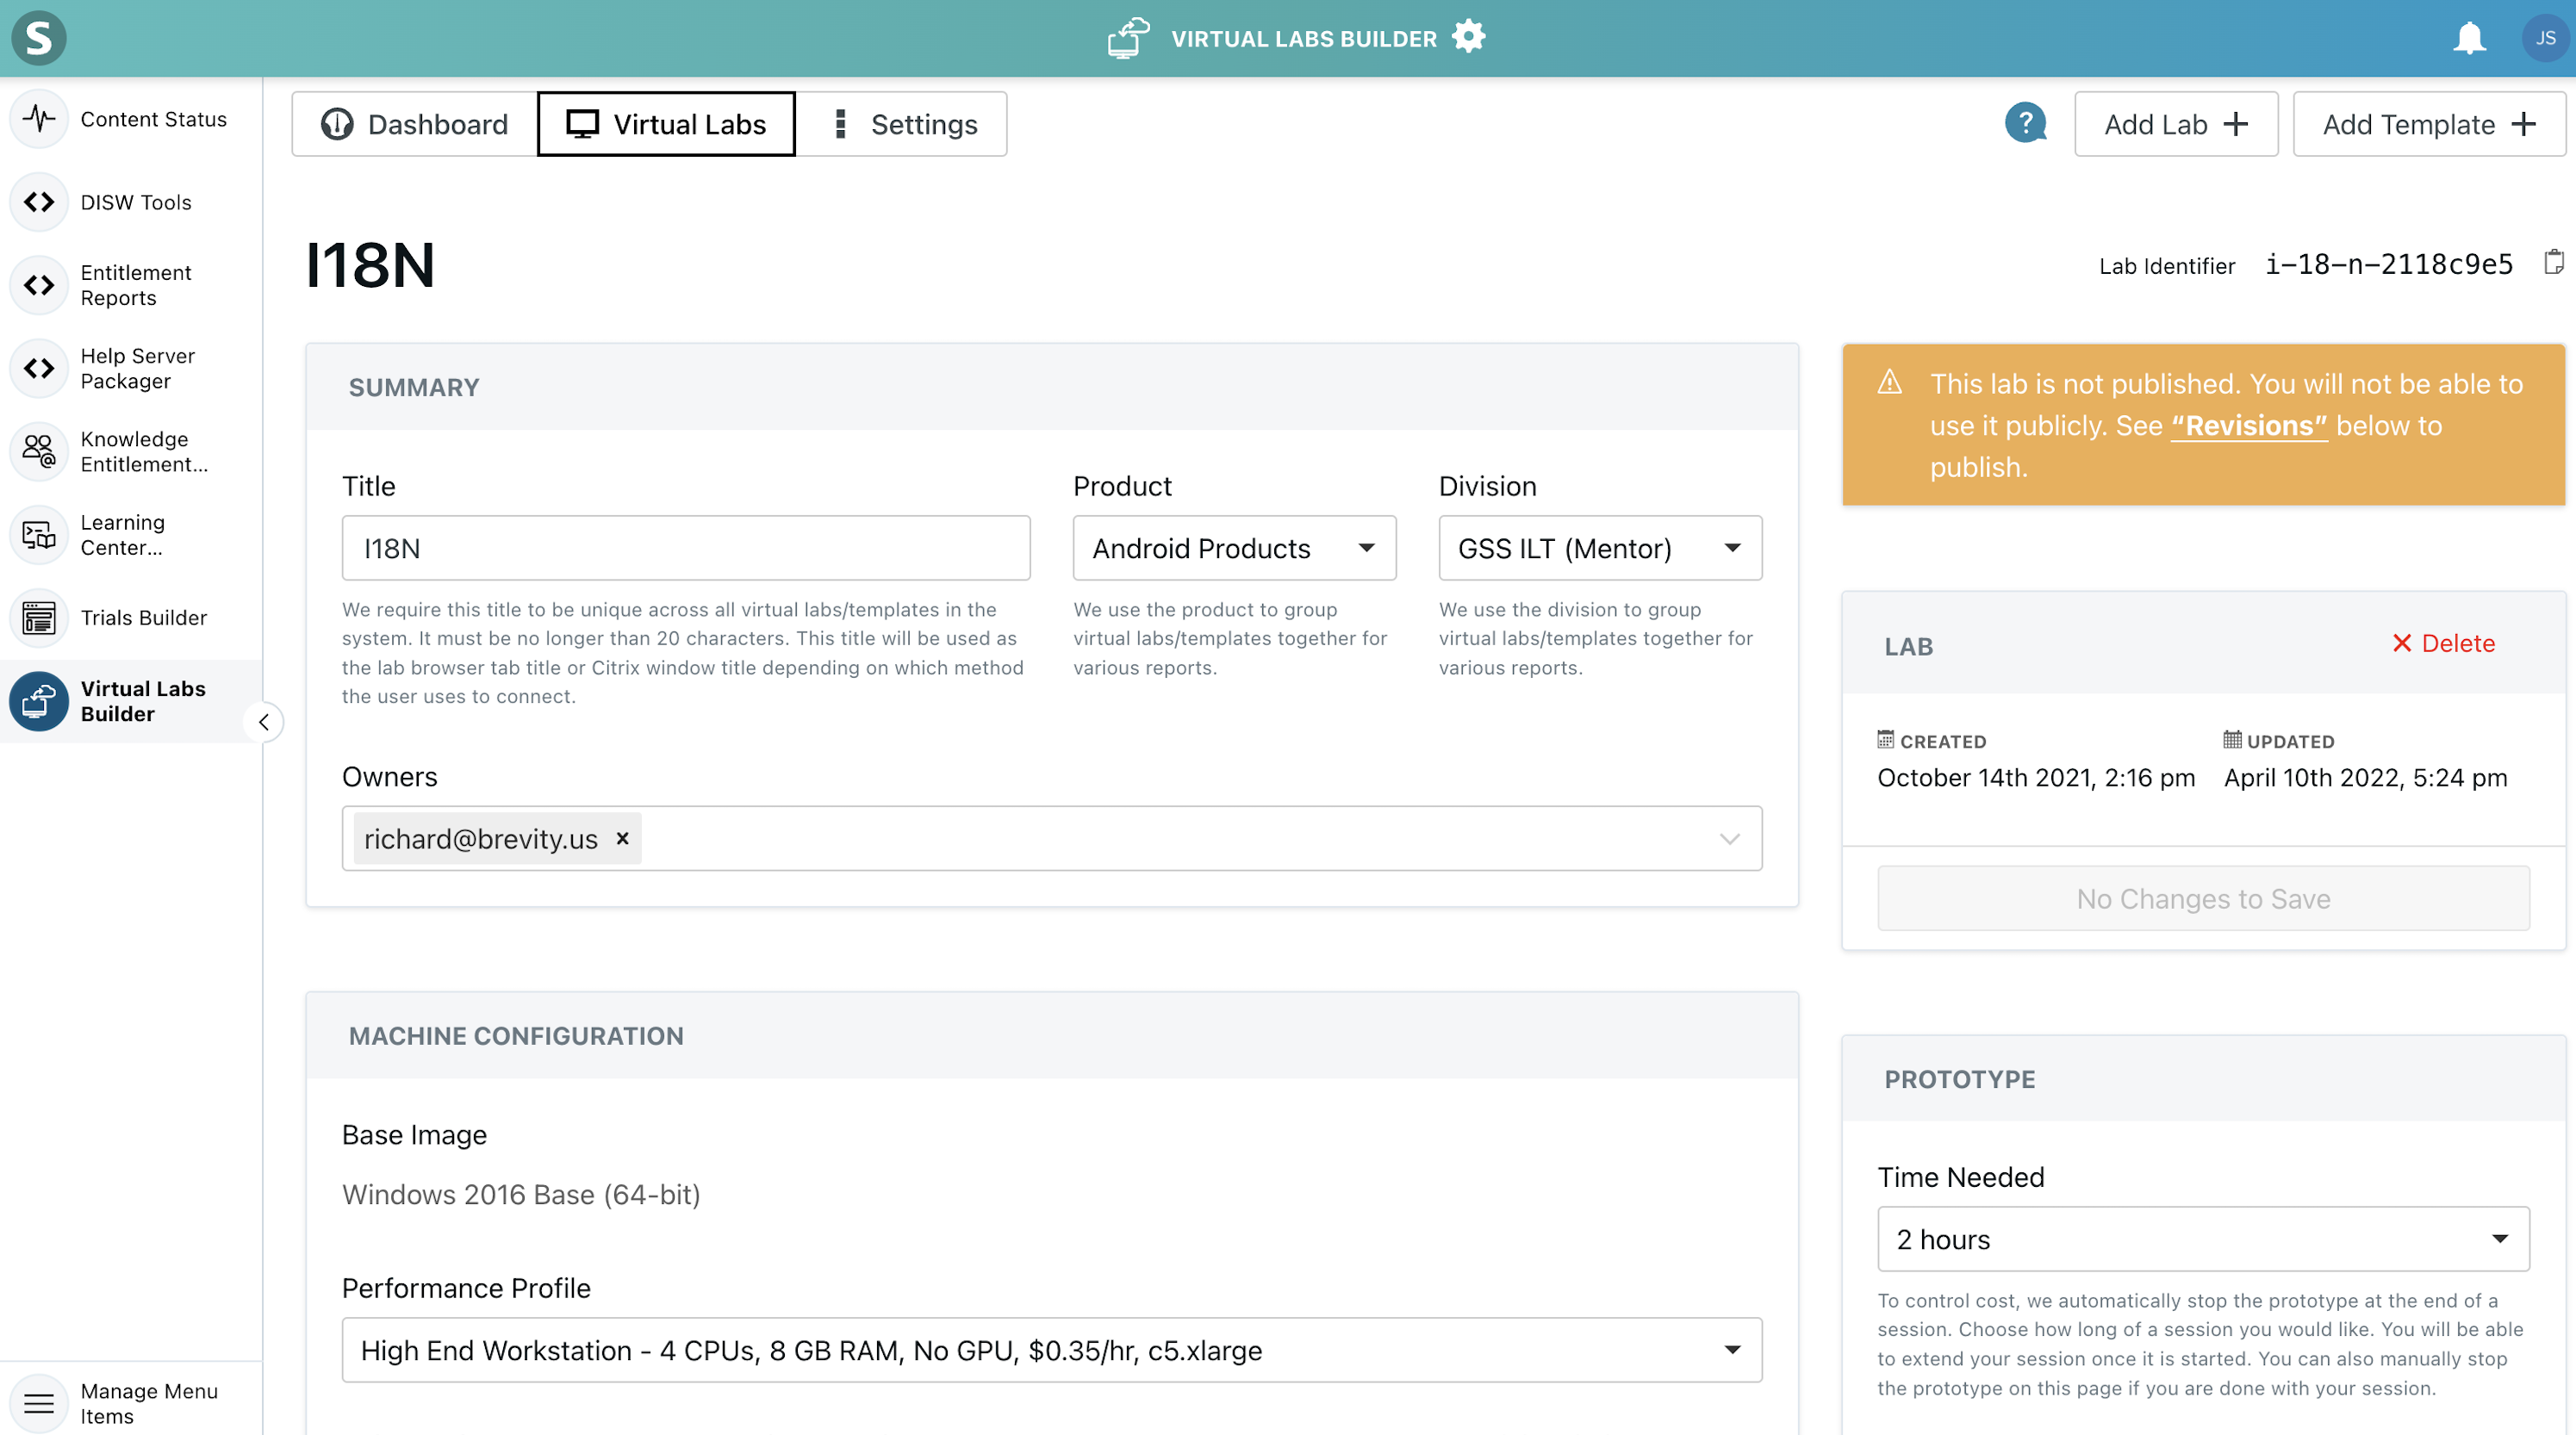 S
VIRTUAL LABS BUILDER
JS
Content Status
DISW Tools
Entitlement
Reports
Help Server
Packager
Knowledge
Entitlement...
Learning
Center...
Trials Builder
Virtual Labs
Builder
Manage Menu
Items
Dashboard
Virtual Labs
Settings
?
Add Lab +
Add Template +
I18N
Lab Identifier i-18-n-2118c9e5
SUMMARY
Title
I18N
We require this title to be unique across all virtual labs/templates in the
system. It must be no longer than 20 characters. This title will be used as
the lab browser tab title or Citrix window title depending on which method
the user uses to connect.
Product
Android Products
We use the product to group
virtual labs/templates together for
various reports.
Division
GSS ILT (Mentor)
We use the division to group
virtual labs/templates together for
various reports.
Owners
richard@brevity.us ×
MACHINE CONFIGURATION
Base Image
Windows 2016 Base (64-bit)
Performance Profile
High End Workstation - 4 CPUs, 8 GB RAM, No GPU, $0.35/hr, c5.xlarge
This lab is not published. You will not be able to
use it publicly. See “Revisions” below to
publish.
LAB
× Delete
CREATED
October 14th 2021, 2:16 pm
UPDATED
April 10th 2022, 5:24 pm
No Changes to Save
PROTOTYPE
Time Needed
2 hours
To control cost, we automatically stop the prototype at the end of a
session. Choose how long of a session you would like. You will be able
to extend your session once it is started. You can also manually stop
the prototype on this page if you are done with your session.